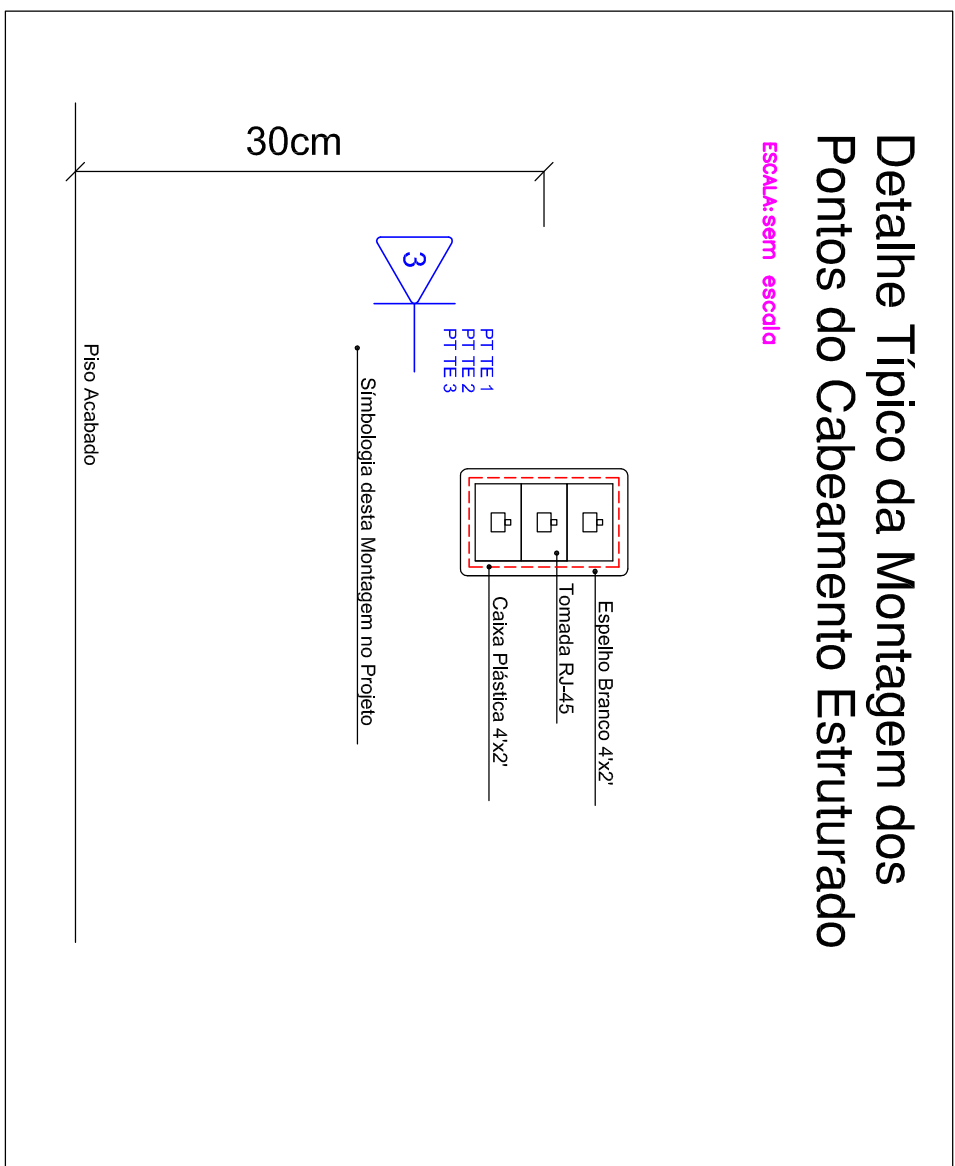 Detalhe Típico da Montagem dos
Pontos do Cabeamento Estruturado
ESCALA:sem escala
Espelho Branco 4'x2'
Tomada RJ-45
Caixa Plástica 4'x2'
30cm
3
PT TE 1
PT TE 2
PT TE 3
Símbologia desta Montagem no Projeto
Piso Acabado